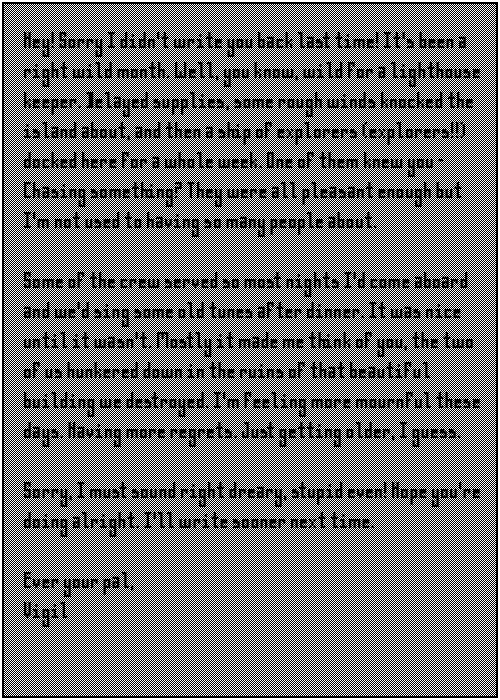 Hey! Sorry I didn't write you back last time! It's been a
right wild month. Well, you know, wild for a lighthouse
keeper. Delayed supplies, some rough winds knocked the
island about, and then a ship of explorers (explorers!!)
docked here for a whole week. One of them knew you -
Chasing something? They were all pleasant enough but
I'm not used to having so many people about.
Some of the crew served so most nights I'd come aboard
and we'd sing some old tunes after dinner. It was nice
until it wasn't. Mostly it made me think of you, the two
of us hunkered down in the ruins of that beautiful
building we destroyed. I'm feeling more mournful these
days. Having more regrets. Just getting older, I guess.
Sorry, I must sound right dreary, stupid even! Hope you're
doing alright. I'll write sooner next time.
Ever your pal,
Vigil